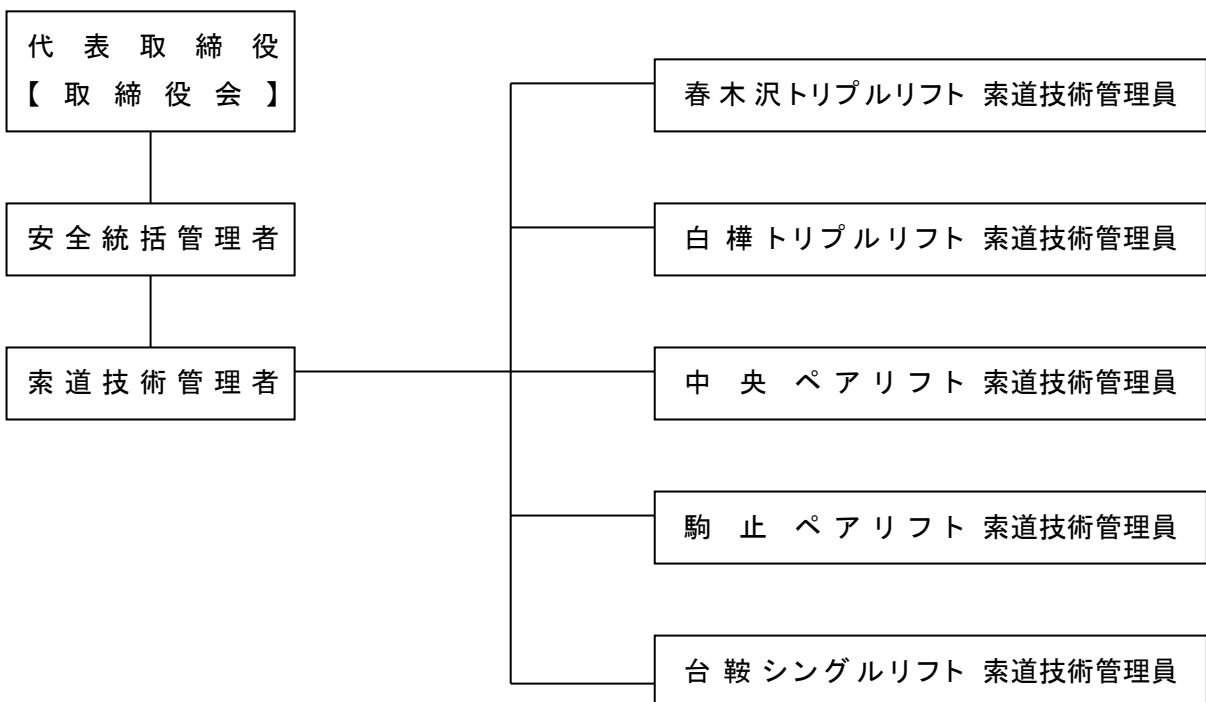 代表取締役
【取締役会】
安全統括管理者
索道技術管理者
春木沢トリプルリフト 索道技術管理員
白樺トリプルリフト 索道技術管理員
中央ペアリフト 索道技術管理員
駒止ペアリフト 索道技術管理員
台鞍シングルリフト 索道技術管理員